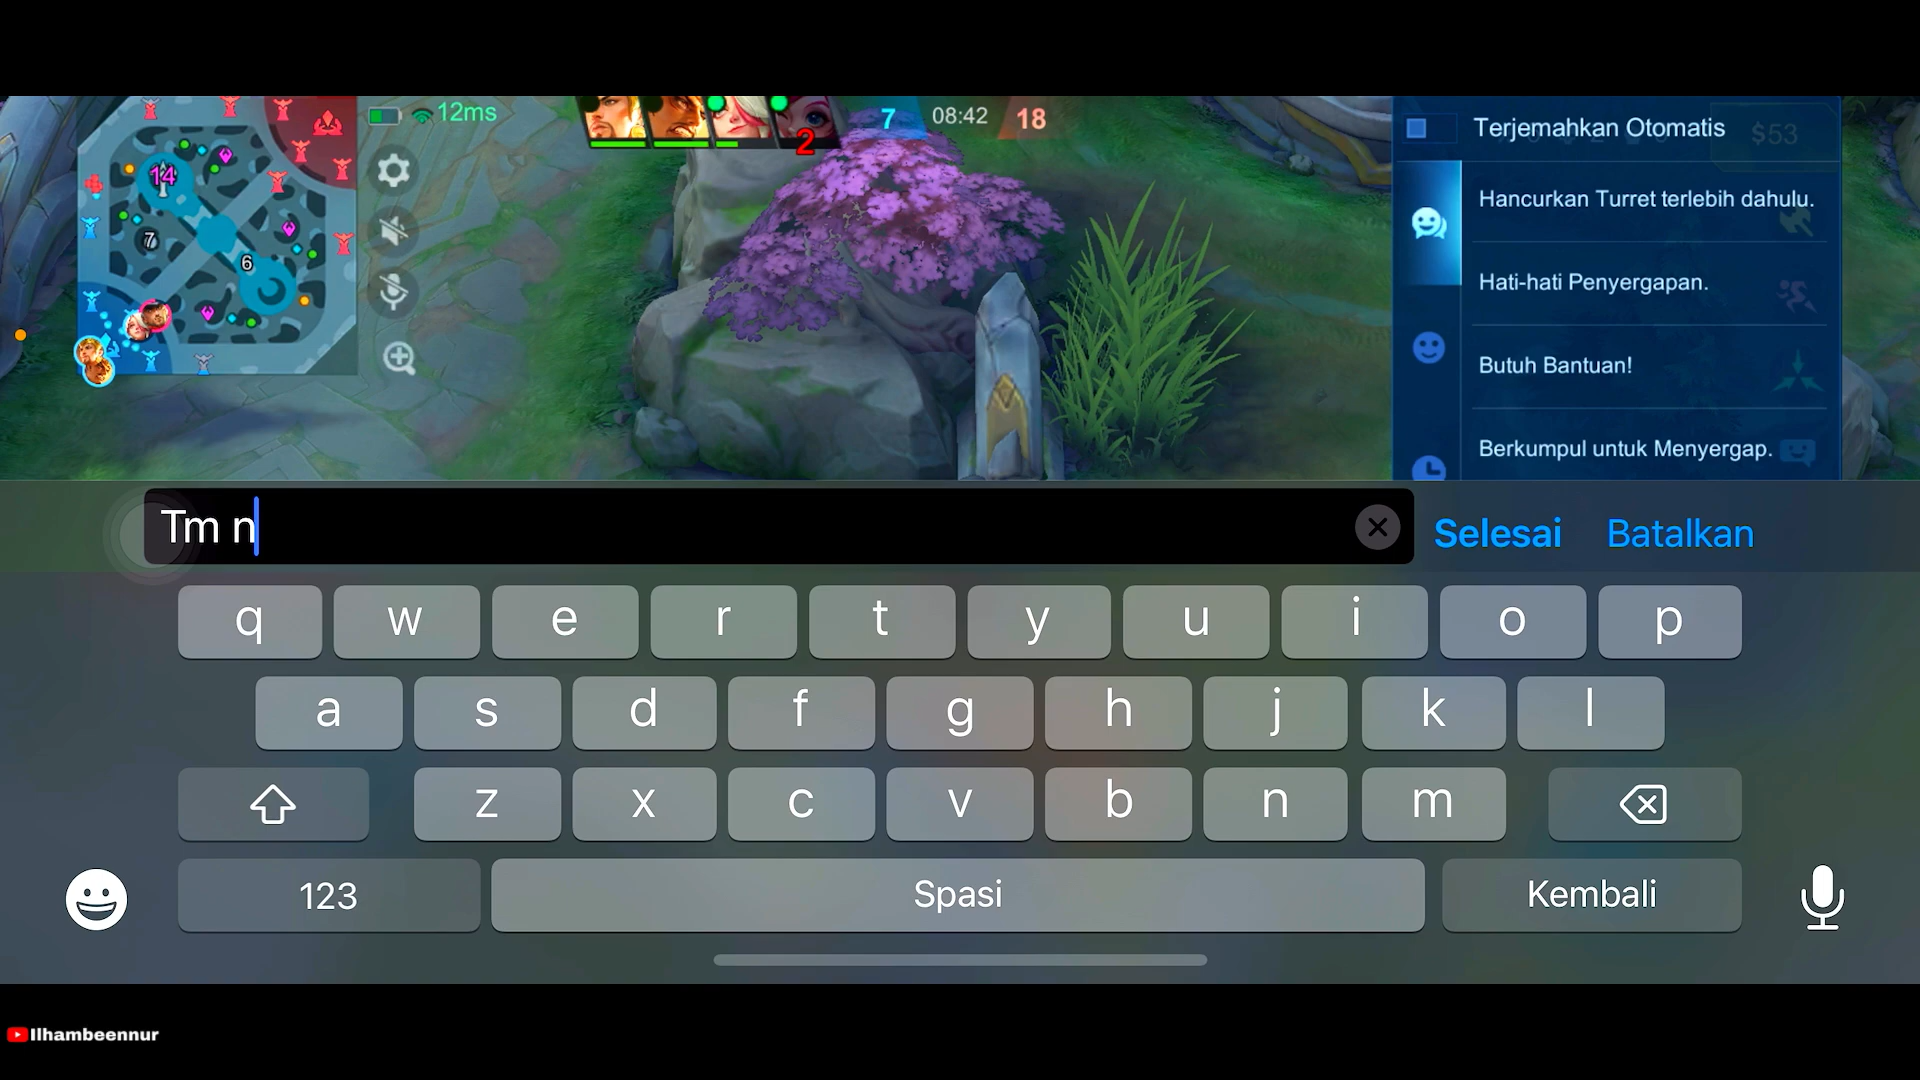 12ms
7
08:42
18
2
14
7
6
Terjemahkan Otomatis
$53
Hancurkan Turret terlebih dahulu.
Hati-hati Penyergapan.
Butuh Bantuan!
Berkumpul untuk Menyergap.
Tm n
Selesai
Batalkan
q w e r t y u i o p
a s d f g h j k l
z x c v b n m
123
Spasi
Kembali
Ilhambeennur